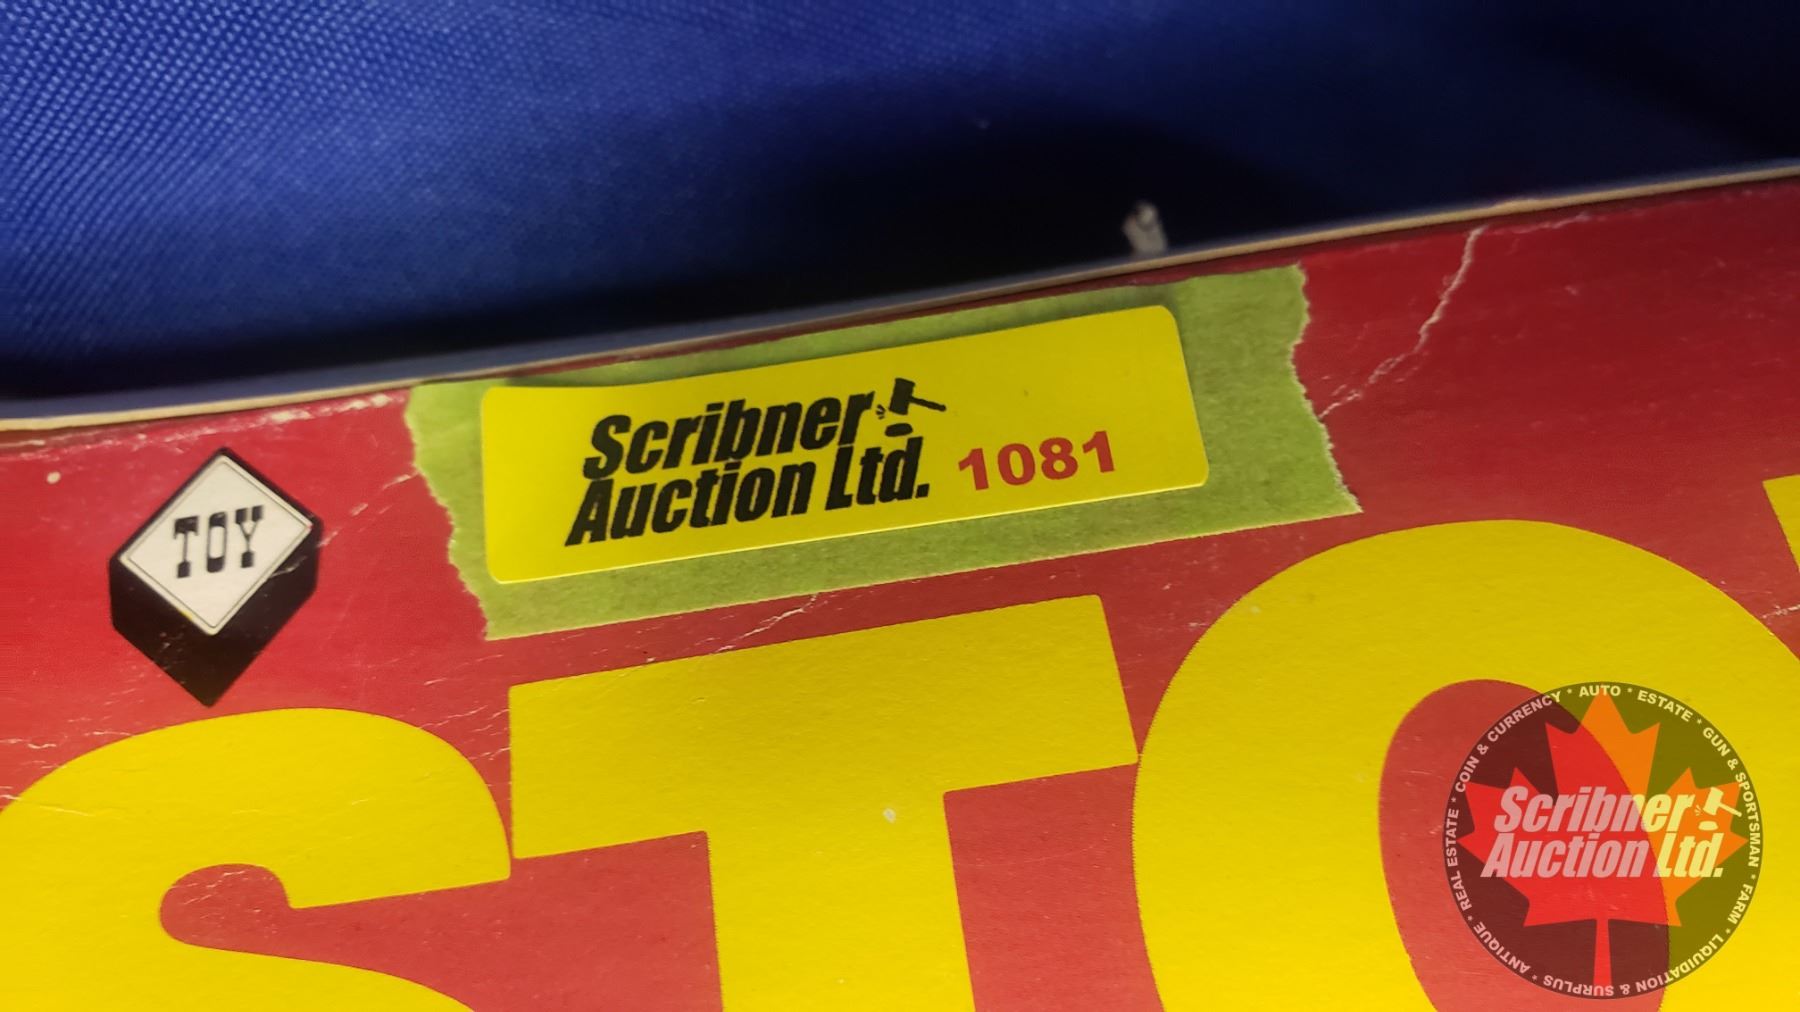 Scribner
Auction Ltd. 1081
TOY
STO
* COIN & CURRENCY * AUTO * ESTATE * GUN & SPORTSMAN * FARM * LIQUIDATION & SURPLUS * ANTIQUE * REAL ESTATE
Scribner
Auction Ltd.